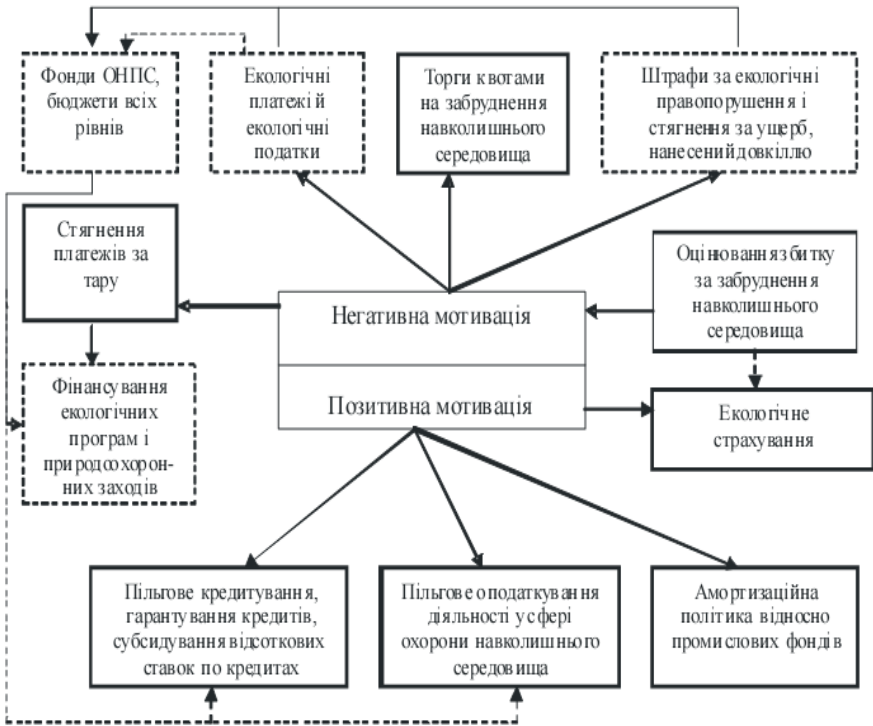 Фонди ОНПС,
бюджети всіх
рівнів
Екологічні
платежі й
екологічні
податки
Торги квотами
на забруднення
навколишнього
середовища
Штрафи за екологічні
правопорушення і
стягнення за ущерб,
нанесений довкіллю
Стягнення
платежів за
тару
Оцінювання збитку
за забруднення
навколишнього
середовища
Негативна мотивація
Позитивна мотивація
Фінансування
екологічних
програм і
природоохорон-
них заходів
Екологічне
страхування
Пільгове кредитування,
гарантування кредитів,
субсидування відсоткових
ставок по кредитах
Пільгове оподаткування
діяльності у сфері
охорони навколишнього
середовища
Амортизаційна
політика відносно
промислових фондів